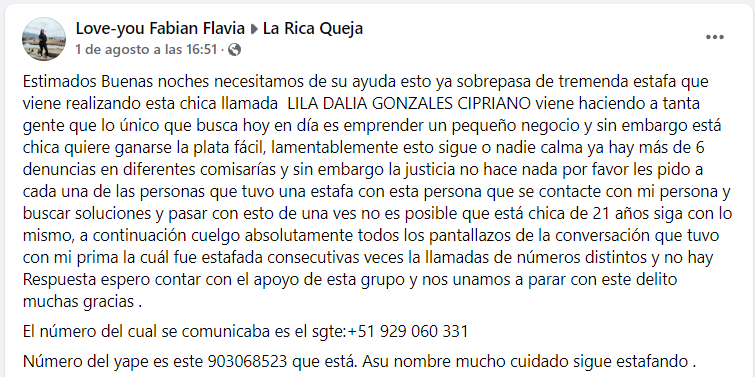 Love-you Fabian Flavia ▸ La Rica Queja
1 de agosto a las 16:51 ·
Estimados Buenas noches necesitamos de su ayuda esto ya sobrepasa de tremenda estafa que
viene realizando esta chica llamada  LILA DALIA GONZALES CIPRIANO viene haciendo a tanta
gente que lo único que busca hoy en día es emprender un pequeño negocio y sin embargo está
chica quiere ganarse la plata fácil, lamentablemente esto sigue o nadie calma ya hay más de 6
denuncias en diferentes comisarías y sin embargo la justicia no hace nada por favor les pido a
cada una de las personas que tuvo una estafa con esta persona que se contacte con mi persona y
buscar soluciones y pasar con esto de una ves no es posible que está chica de 21 años siga con lo
mismo, a continuación cuelgo absolutamente todos los pantallazos de la conversación que tuvo
con mi prima la cuál fue estafada consecutivas veces la llamadas de números distintos y no hay
Respuesta espero contar con el apoyo de esta grupo y nos unamos a parar con este delito
muchas gracias .
El número del cual se comunicaba es el sgte:+51 929 060 331
Número del yape es este 903068523 que está. Asu nombre mucho cuidado sigue estafando .